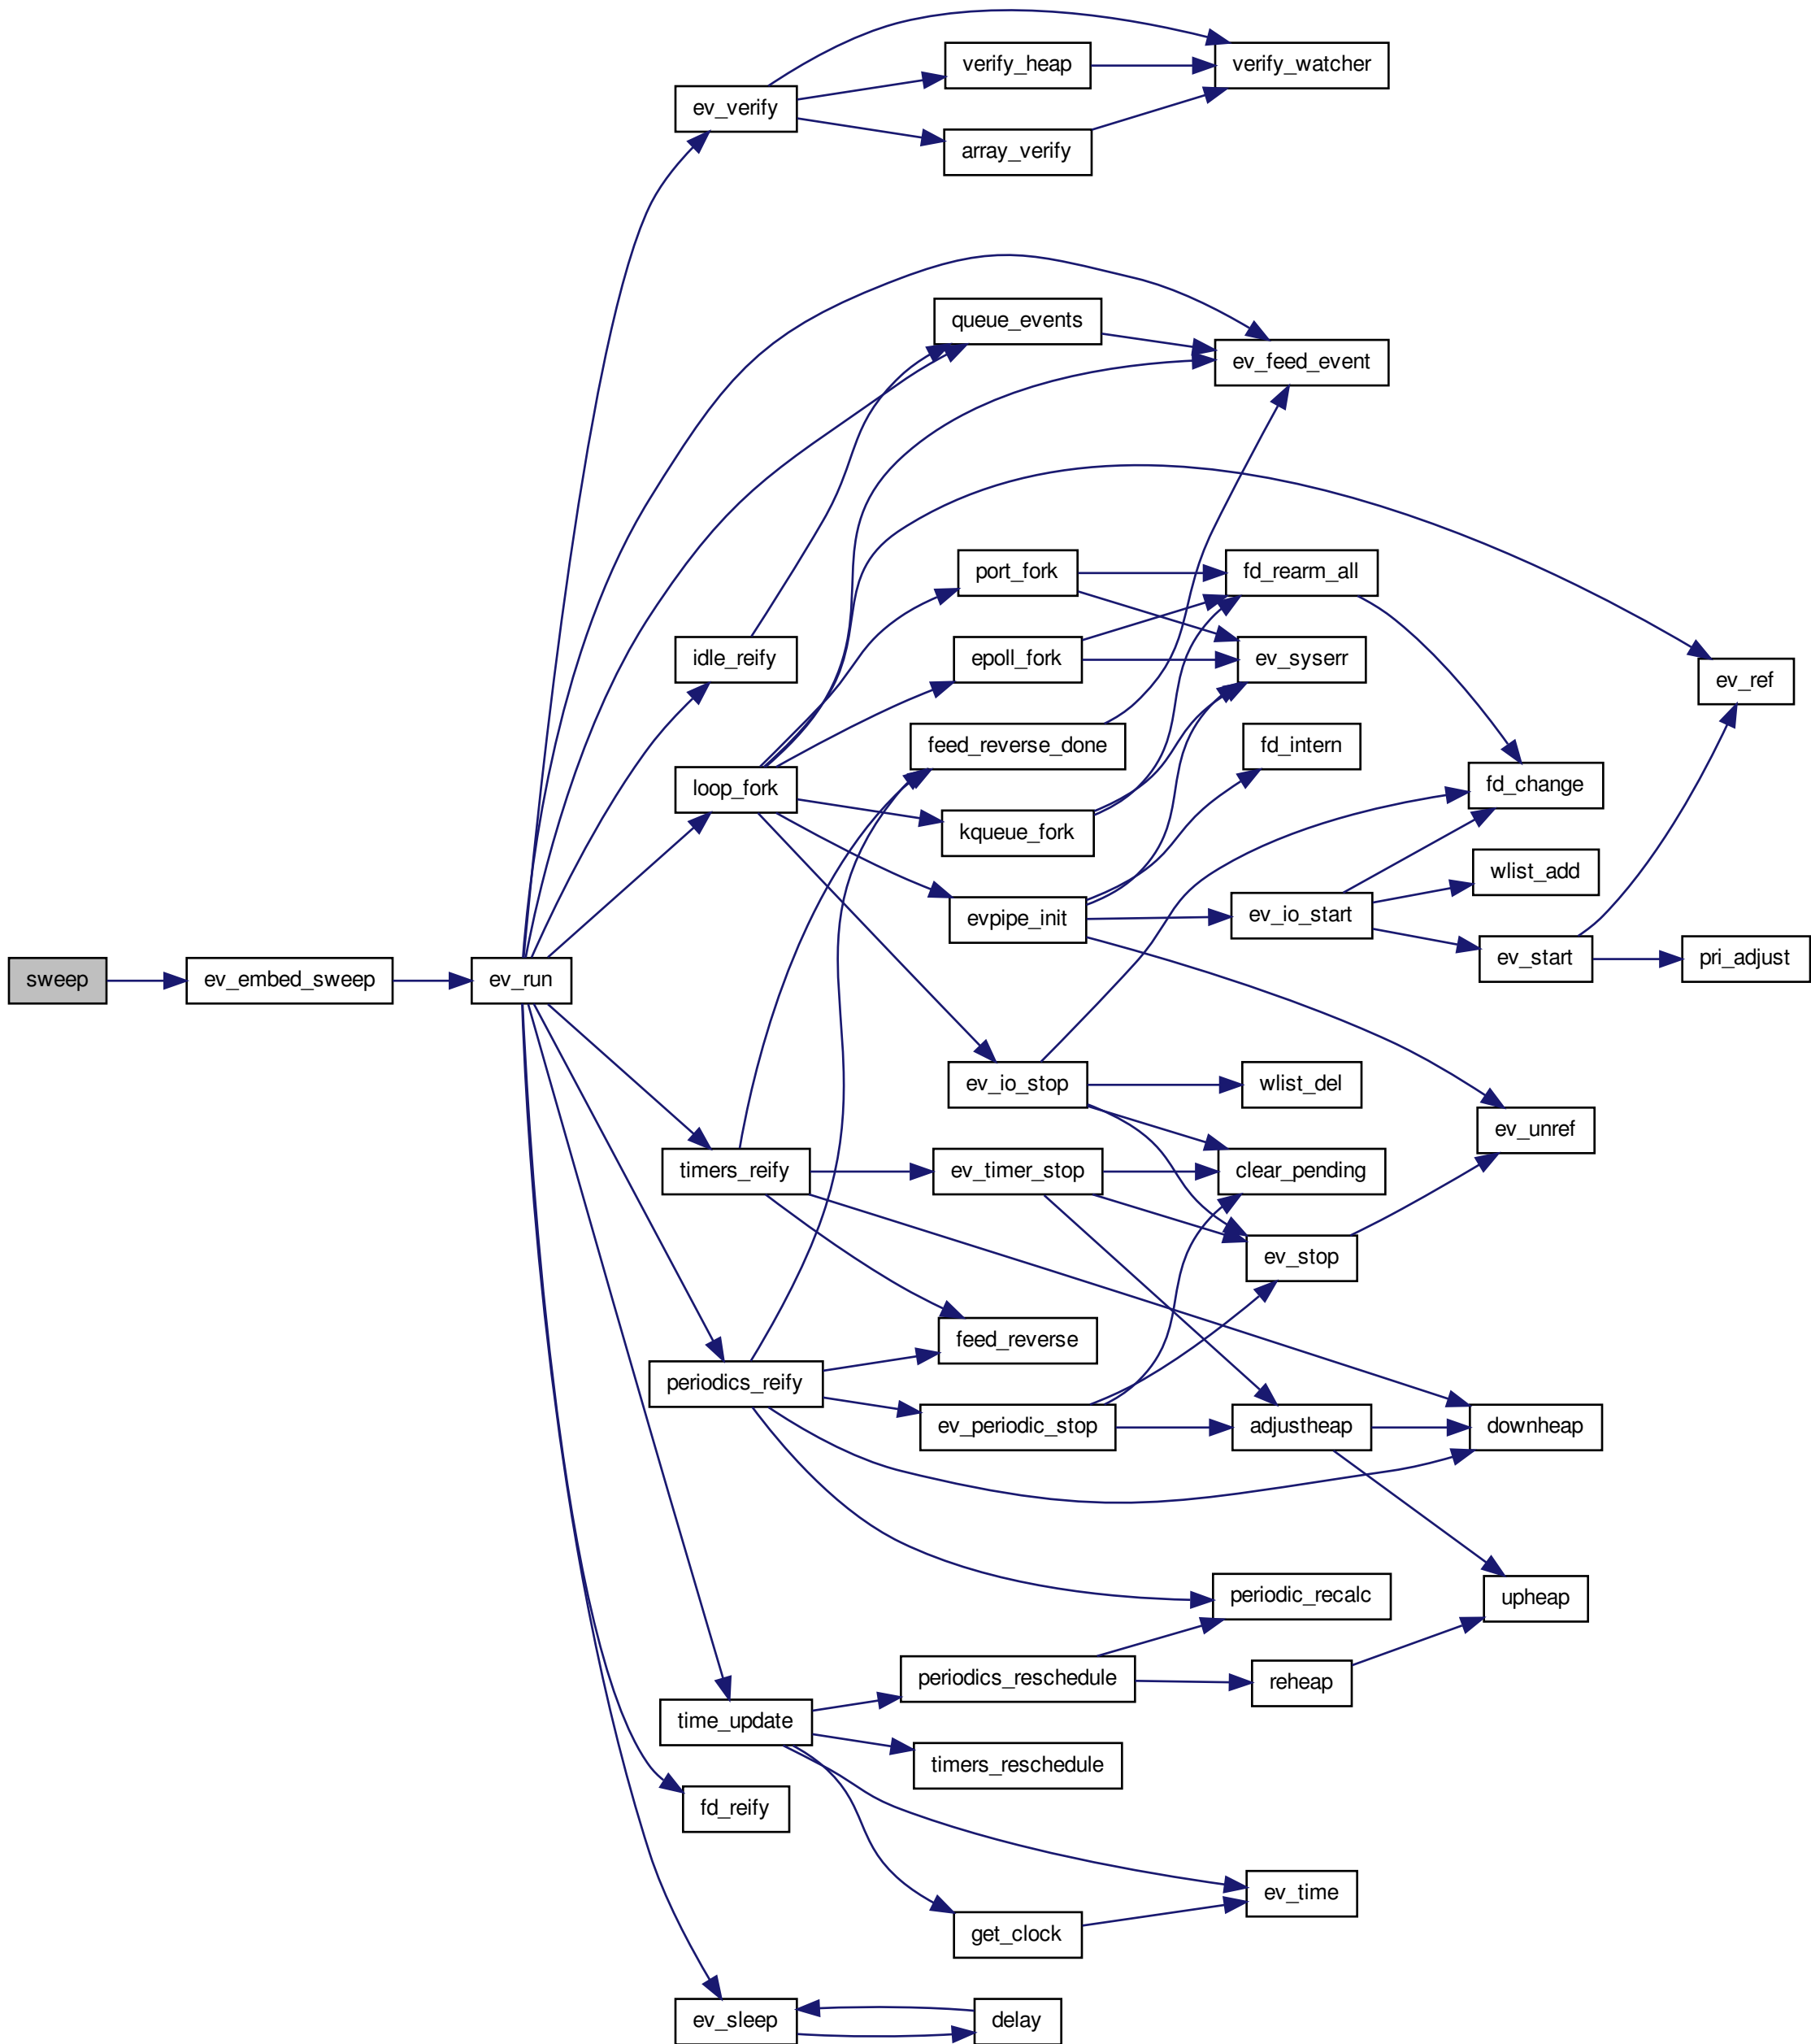 verify_heap
verify_watcher
ev_verify
array_verify
queue_events
ev_feed_event
port_fork
fd_rearm_all
idle_reify
epoll_fork
ev_syserr
ev_ref
feed_reverse_done
fd_intern
loop_fork
fd_change
kqueue_fork
wlist_add
evpipe_init
ev_io_start
ev_start
pri_adjust
sweep
ev_embed_sweep
ev_run
ev_io_stop
wlist_del
ev_unref
timers_reify
ev_timer_stop
clear_pending
ev_stop
feed_reverse
periodics_reify
ev_periodic_stop
adjustheap
downheap
periodic_recalc
upheap
periodics_reschedule
reheap
time_update
timers_reschedule
fd_reify
ev_time
get_clock
ev_sleep
delay